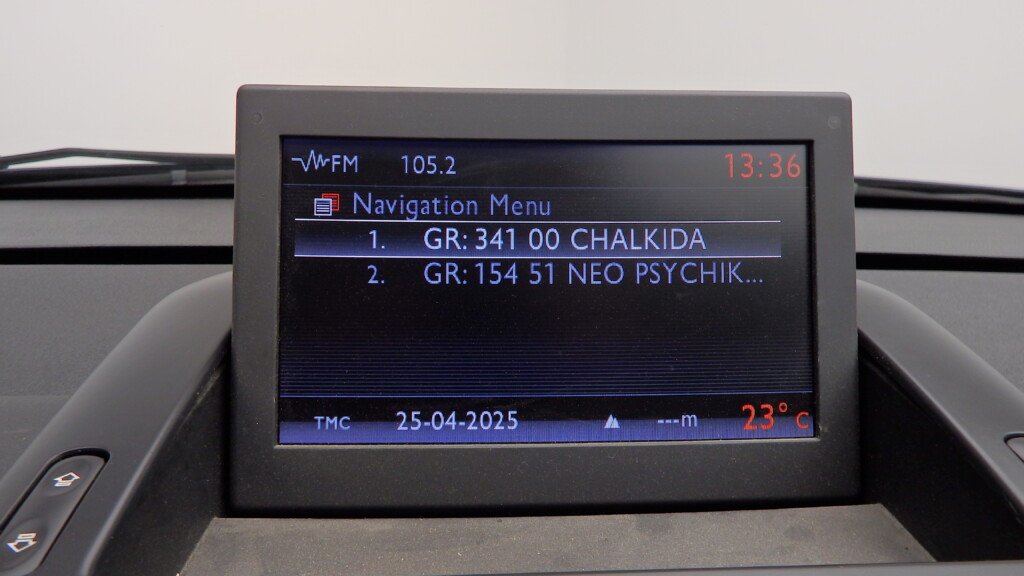 FM 105.2 13:36
Navigation Menu
1. GR: 341 00 CHALKIDA
2. GR: 154 51 NEO PSYCHIK...
TMC 25-04-2025 ---m 23° C